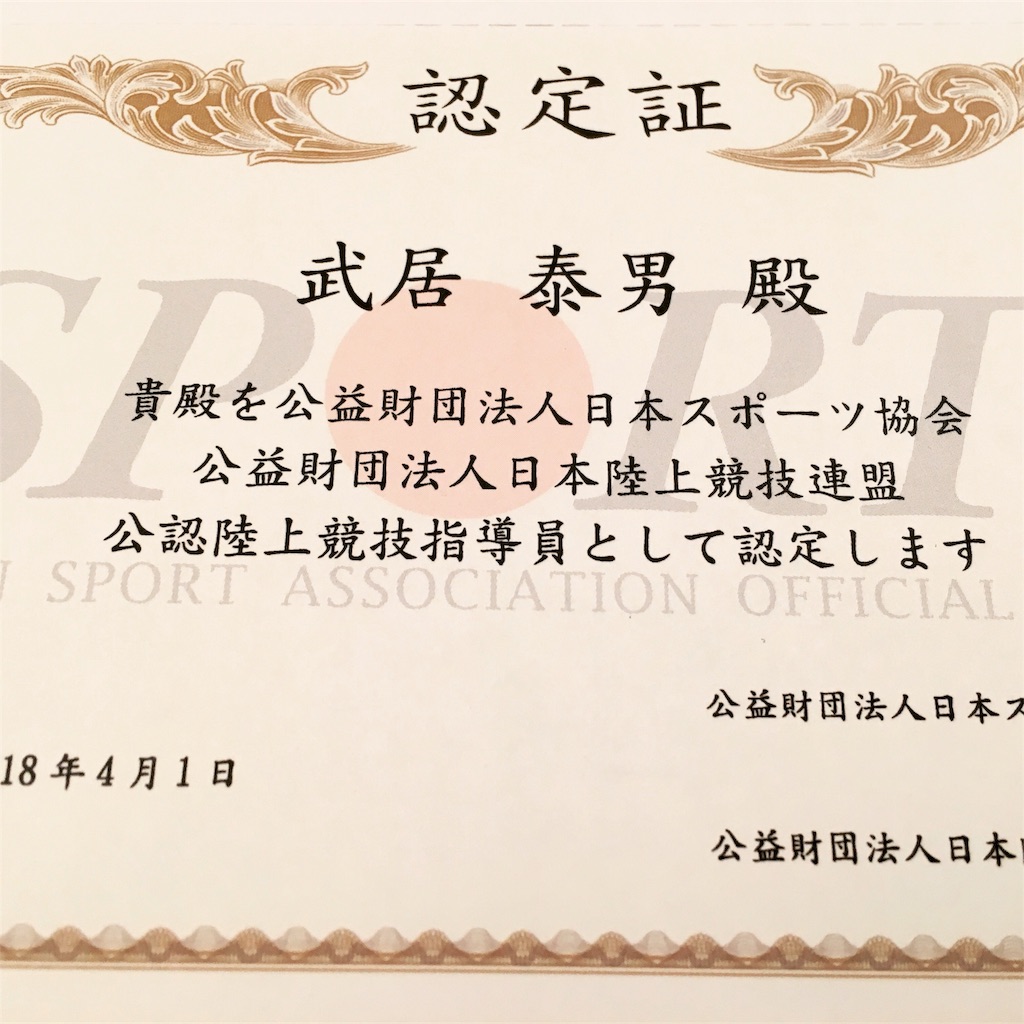 認定証
武居 泰男 殿
SPORT
貴殿を公益財団法人日本スポーツ協会
公益財団法人日本陸上競技連盟
公認陸上競技指導員として認定します
N SPORT ASSOCIATION OFFICIAL
公益財団法人日本ス
18年4月1日
公益財団法人日本